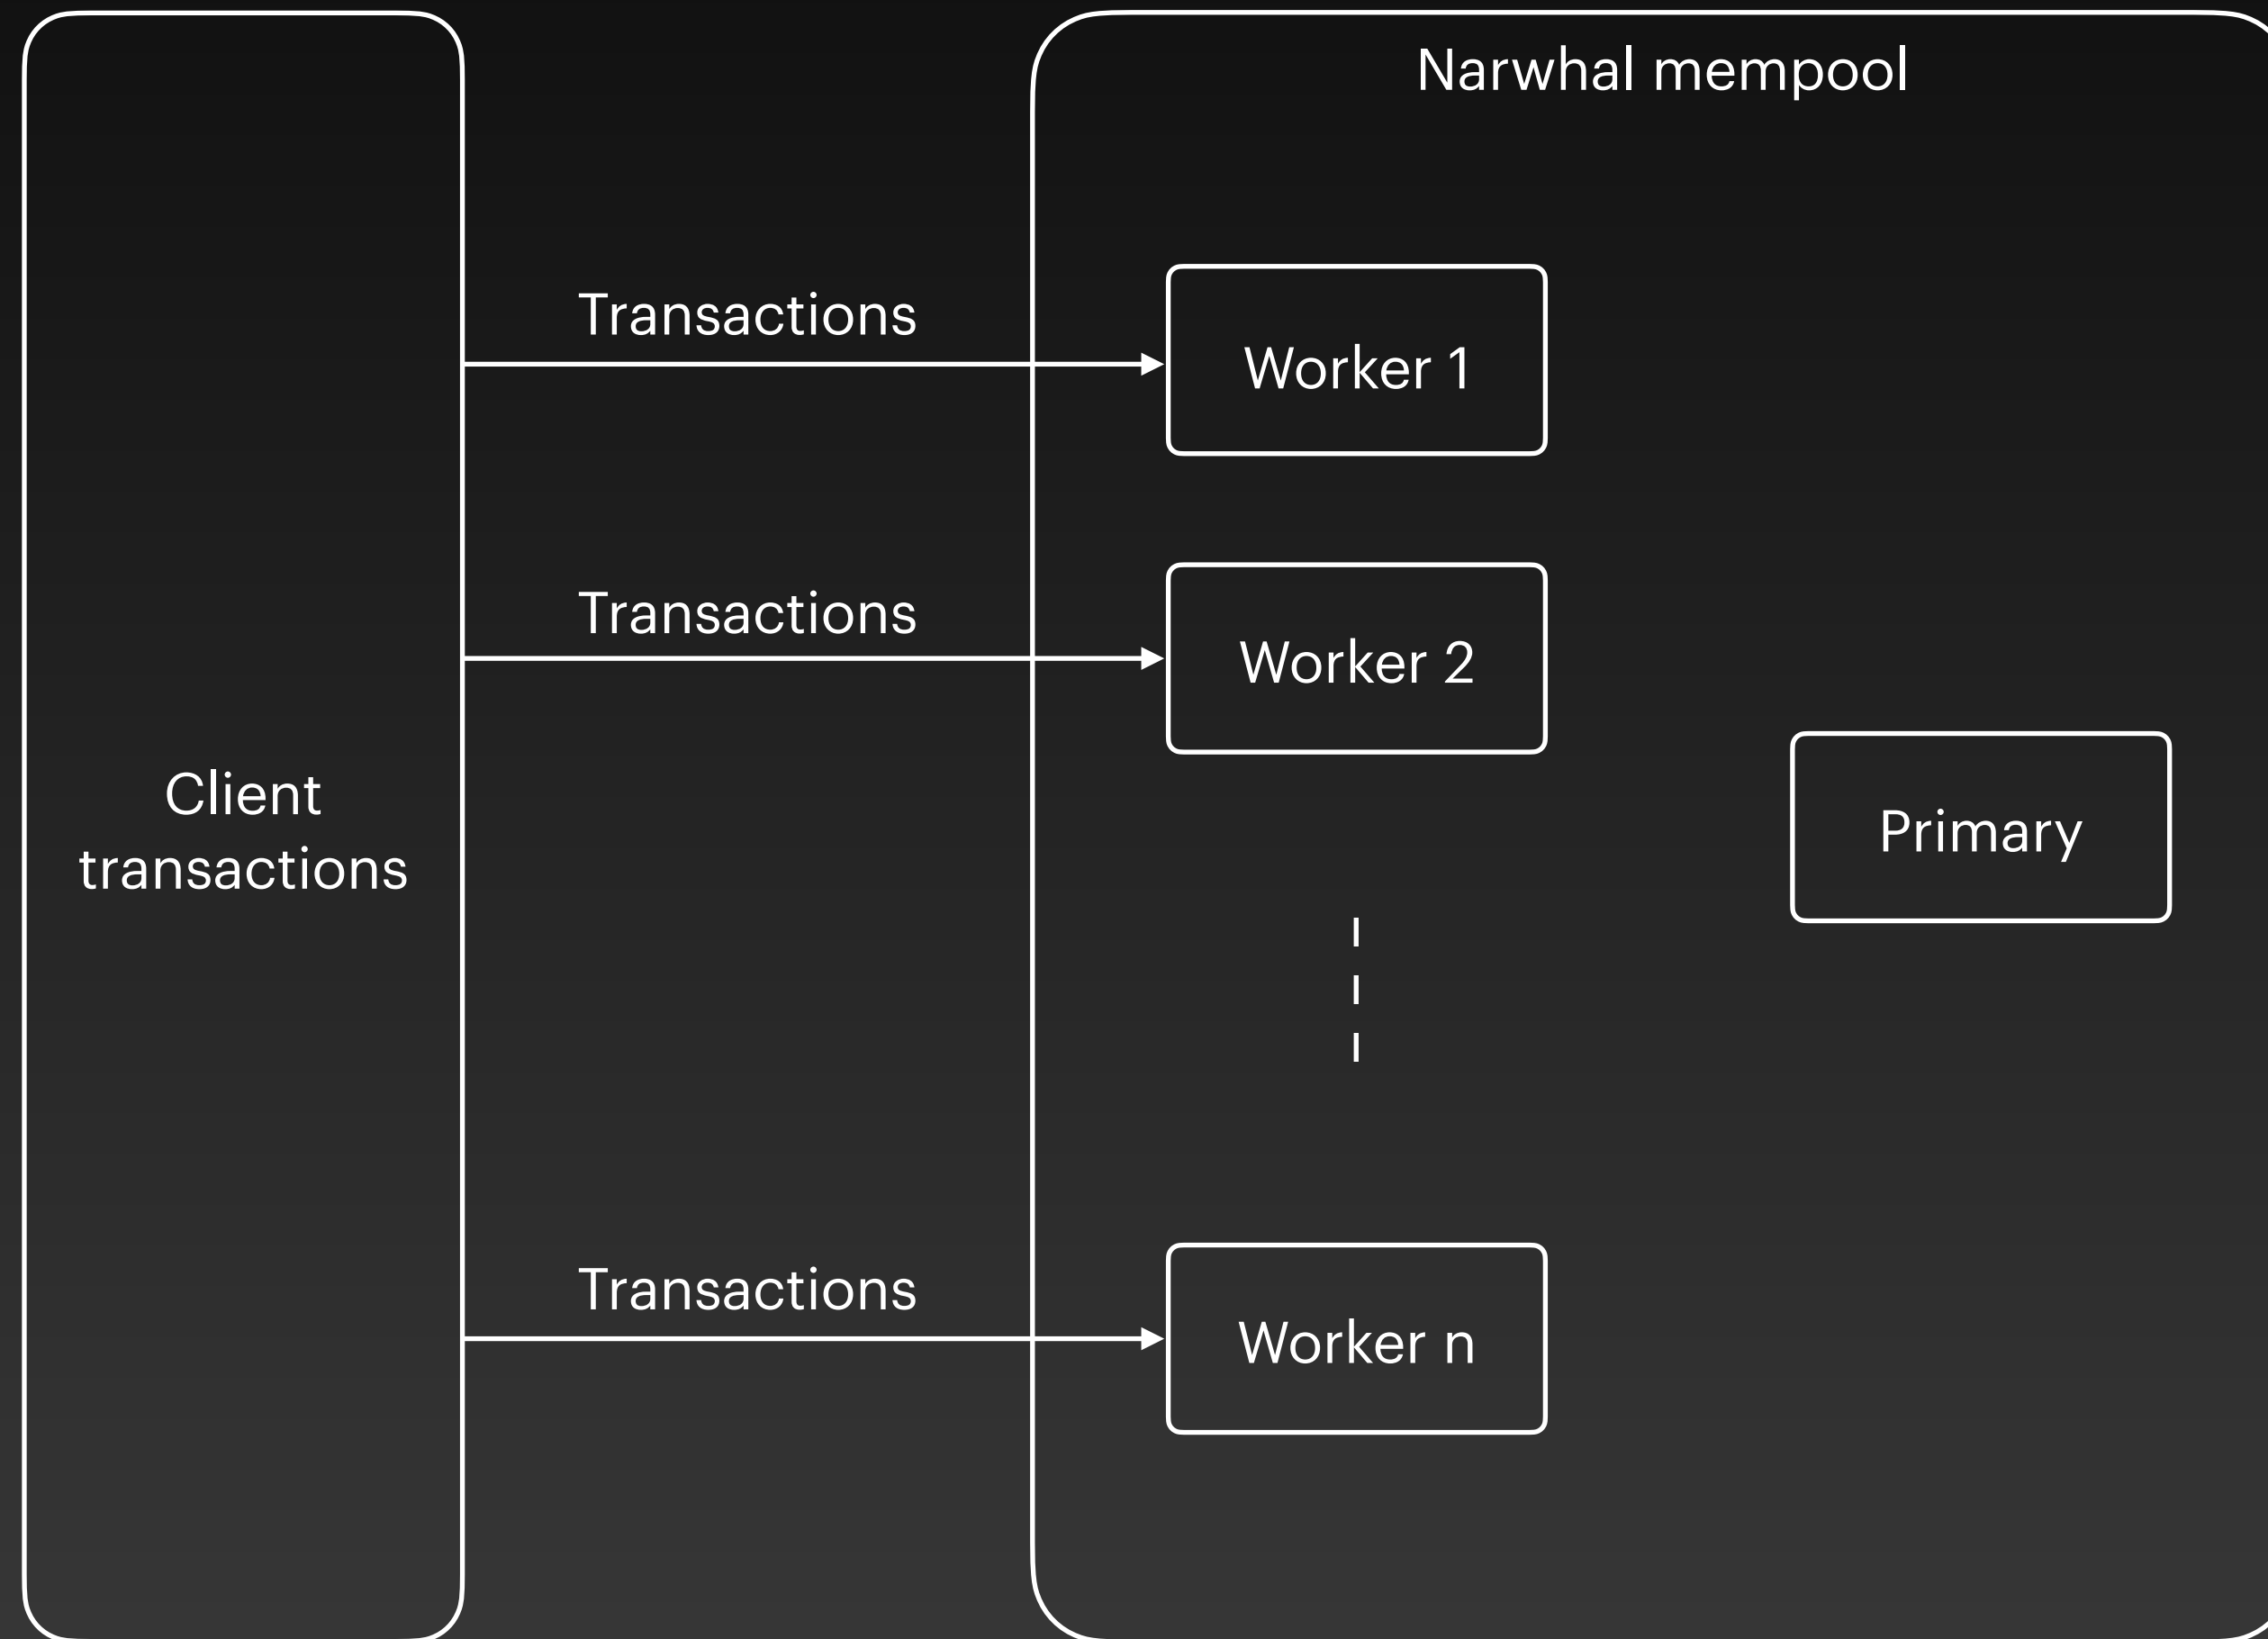 Narwhal mempool
Transactions
Worker 1
Transactions
Worker 2
Client
transactions
Primary
Transactions
Worker n